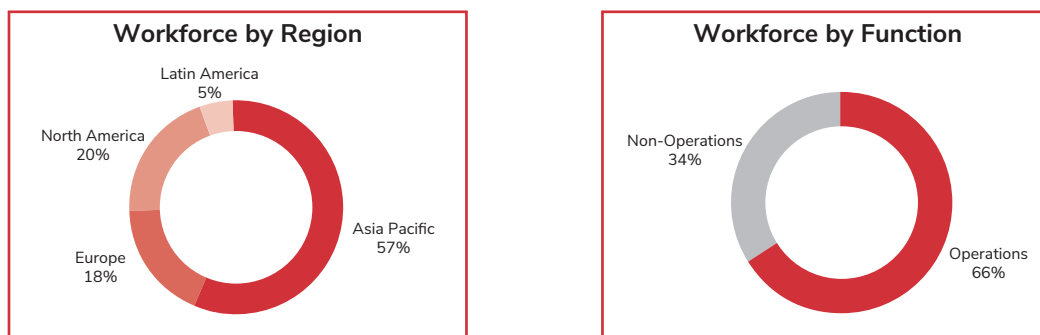 Workforce by Region
Latin America
5%
North America
20%
Asia Pacific
57%
Europe
18%
Workforce by Function
Non-Operations
34%
Operations
66%